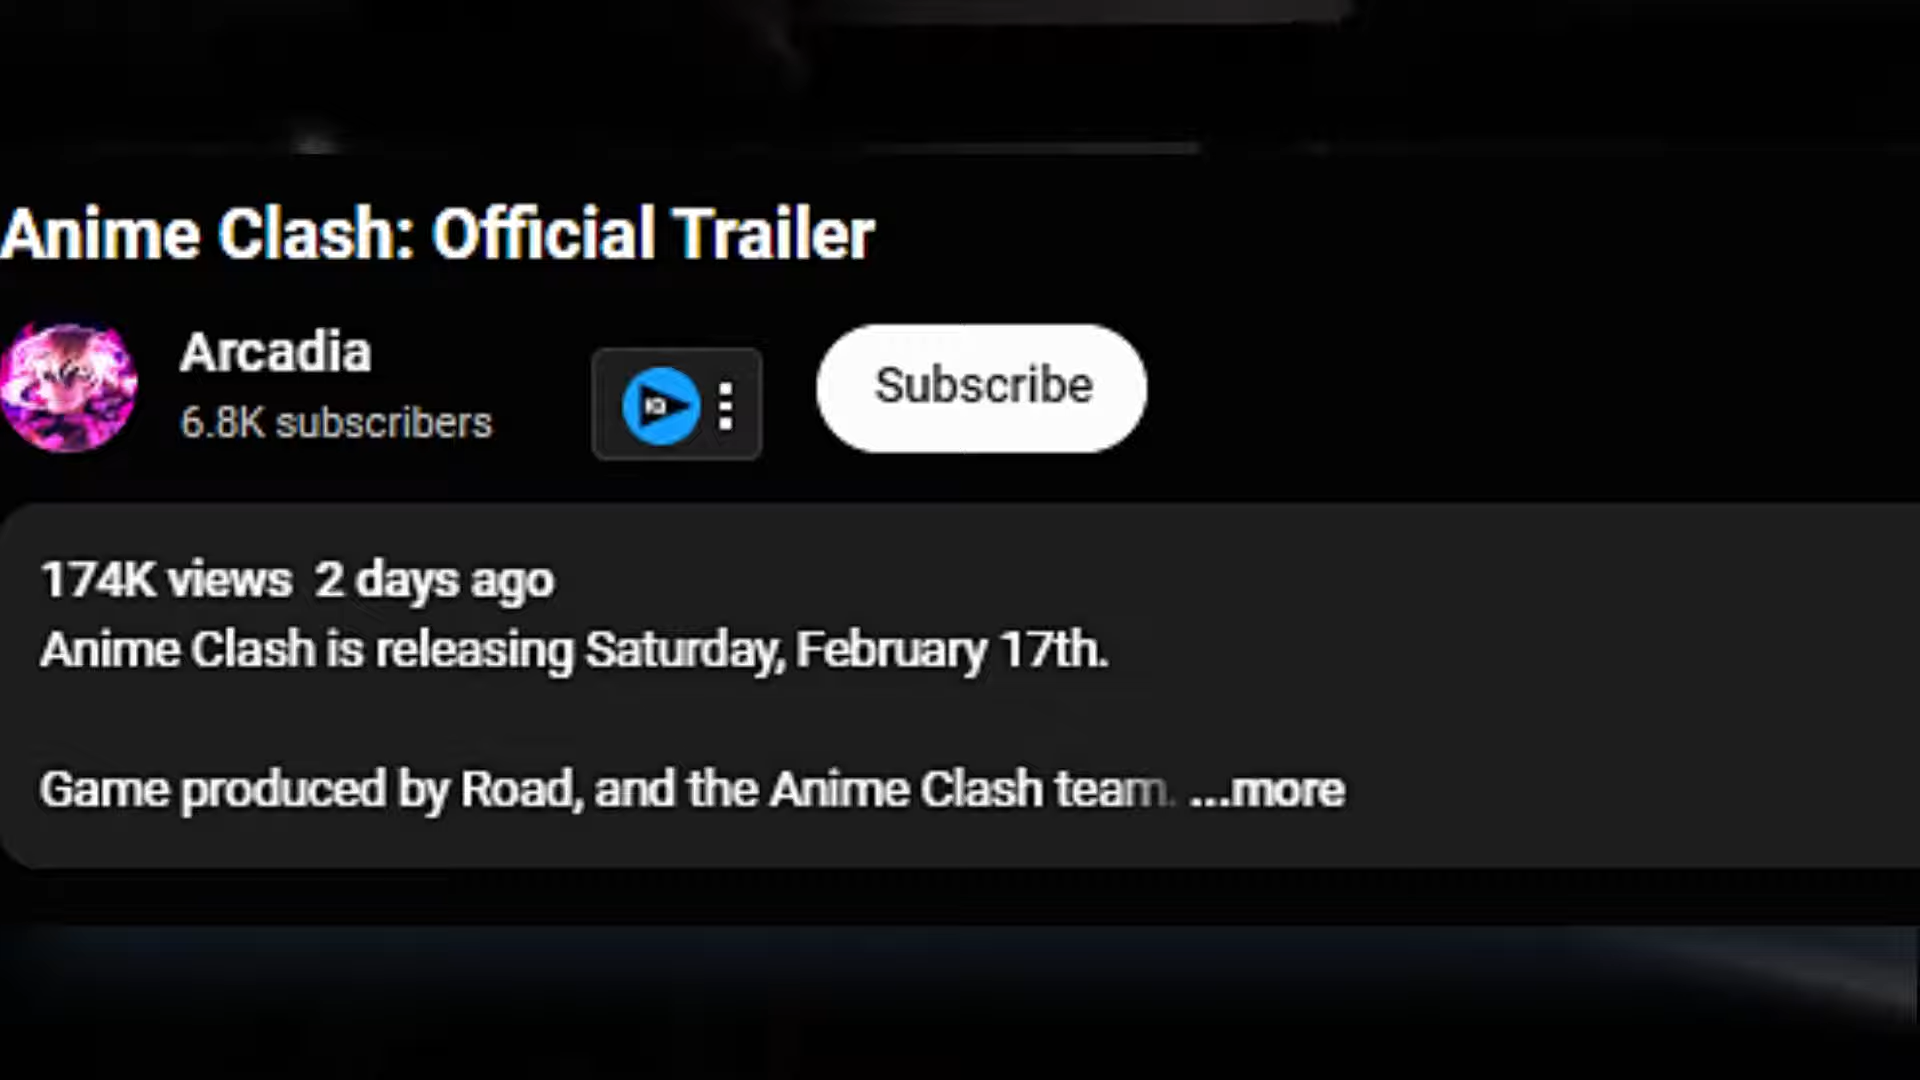 Anime Clash: Official Trailer
Arcadia
6.8K subscribers
Subscribe
174K views 2 days ago
Anime Clash is releasing Saturday, February 17th.
Game produced by Road, and the Anime Clash team. ...more